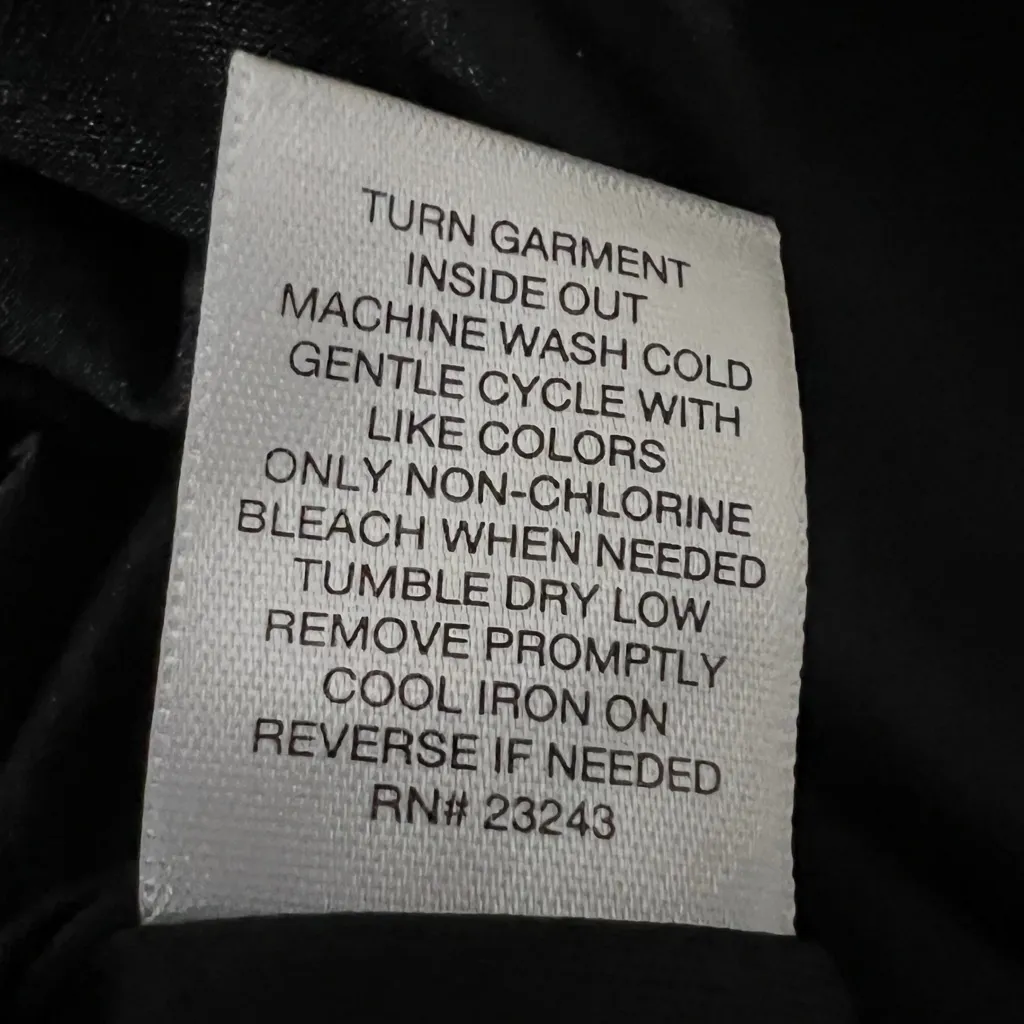 TURN GARMENT
INSIDE OUT
MACHINE WASH COLD
GENTLE CYCLE WITH
LIKE COLORS
ONLY NON-CHLORINE
BLEACH WHEN NEEDED
TUMBLE DRY LOW
REMOVE PROMPTLY
COOL IRON ON
REVERSE IF NEEDED
RN# 23243